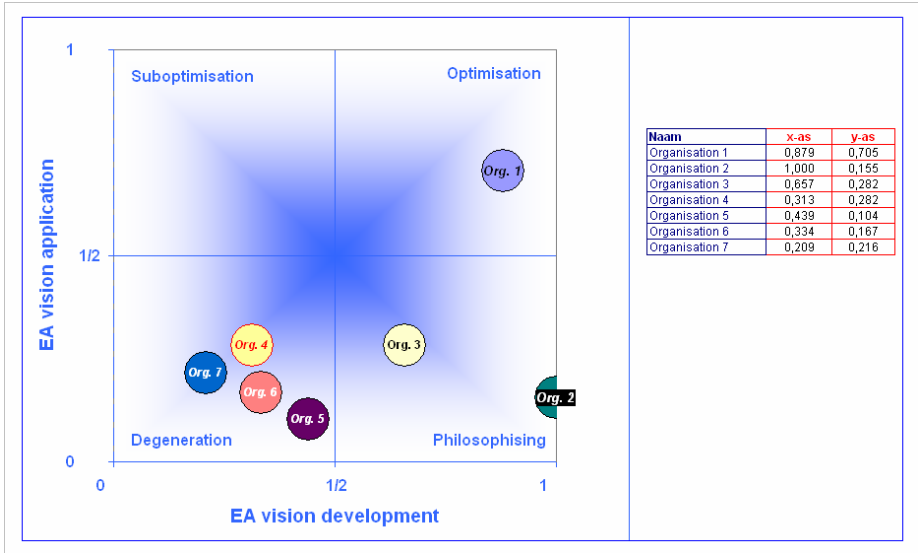 1
Suboptimisation
Optimisation
Org. 1
EA vision application
1/2
Org. 4
Org. 3
Org. 7
Org. 6
Org. 2
Org. 5
Degeneration
Philosophising
0
0
1/2
1
EA vision development
Naam x-as y-as
Organisation 1 0,879 0,705
Organisation 2 1,000 0,155
Organisation 3 0,657 0,282
Organisation 4 0,313 0,282
Organisation 5 0,439 0,104
Organisation 6 0,334 0,167
Organisation 7 0,209 0,216